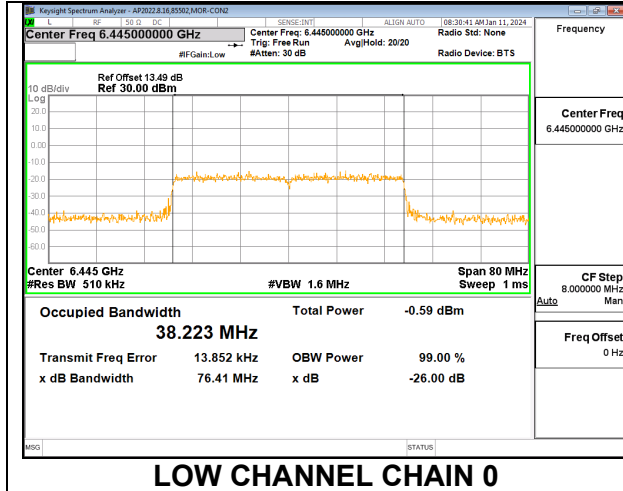 Keysight Spectrum Analyzer - AP2022.8.16,85502,MOR-CON2
L RF 50 Ω DC SENSE:INT ALIGN AUTO 08:30:41 AM Jan 11, 2024
Center Freq 6.445000000 GHz
Center Freq: 6.445000000 GHz
Radio Std: None
Trig: Free Run Avg|Hold: 20/20
#IFGain:Low #Atten: 30 dB Radio Device: BTS
Frequency
Ref Offset 13.49 dB
10 dB/div Ref 30.00 dBm
Log
20.0
10.0
0.00
-10.0
-20.0
-30.0
-40.0
-50.0
-60.0
Center Freq
6.445000000 GHz
Center 6.445 GHz Span 80 MHz
#Res BW 510 kHz #VBW 1.6 MHz Sweep 1 ms
CF Step
8.000000 MHz
Auto Man
Occupied Bandwidth Total Power -0.59 dBm
38.223 MHz
Transmit Freq Error 13.852 kHz OBW Power 99.00 %
x dB Bandwidth 76.41 MHz x dB -26.00 dB
Freq Offset
0 Hz
MSG STATUS
LOW CHANNEL CHAIN 0